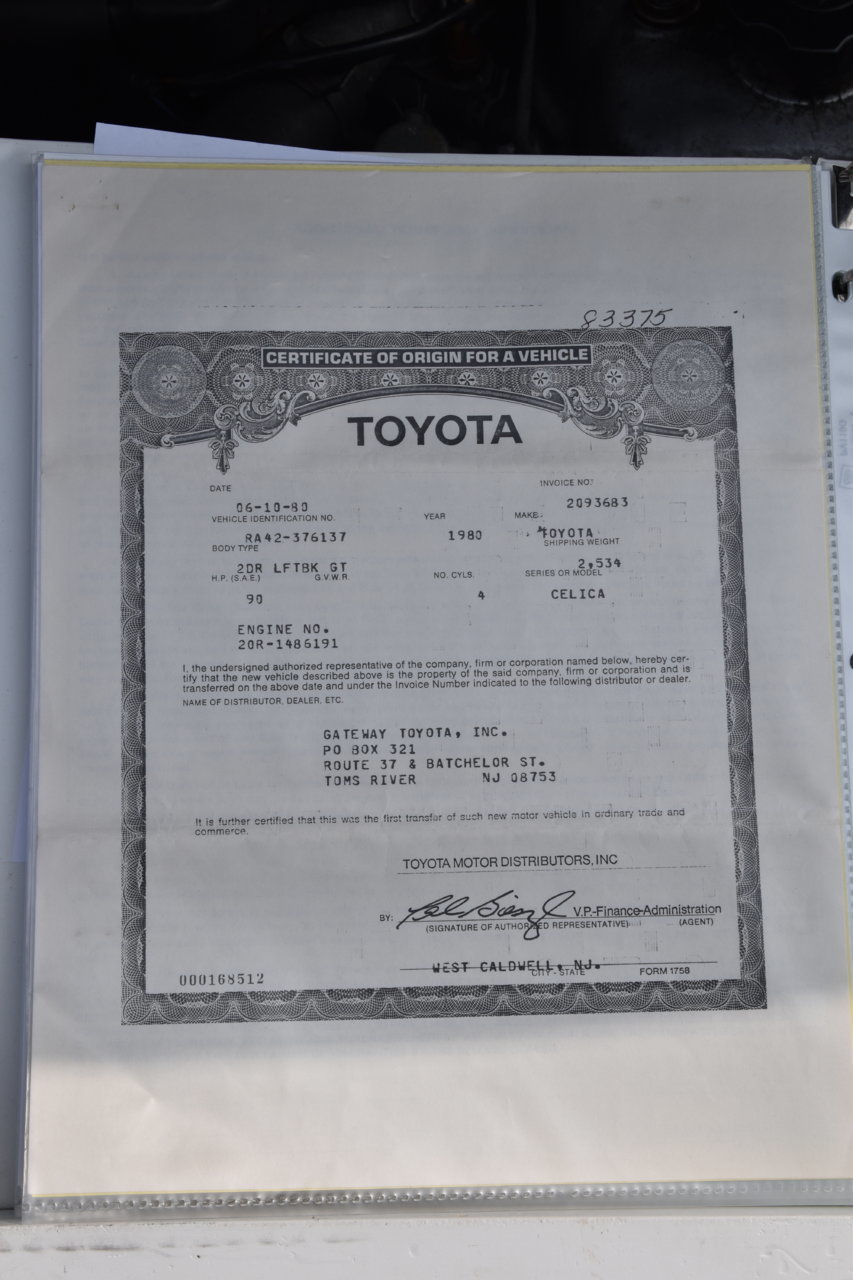 83375
CERTIFICATE OF ORIGIN FOR A VEHICLE
TOYOTA
DATE INVOICE NO.
06-10-80 2093683
VEHICLE IDENTIFICATION NO. YEAR MAKE
RA42-376137 1980 TOYOTA
BODY TYPE SHIPPING WEIGHT
2DR LFTBK GT 2,534
H.P. (S.A.E.) G.V.W.R. NO. CYLS. SERIES OR MODEL
90 4 CELICA
ENGINE NO.
20R-1486191
I, the undersigned authorized representative of the company, firm or corporation named below, hereby cer-
tify that the new vehicle described above is the property of the said company, firm or corporation and is
transferred on the above date and under the Invoice Number indicated to the following distributor or dealer.
NAME OF DISTRIBUTOR, DEALER, ETC.
GATEWAY TOYOTA, INC.
PO BOX 321
ROUTE 37 & BATCHELOR ST.
TOMS RIVER NJ 08753
It is further certified that this was the first transfer of such new motor vehicle in ordinary trade and
commerce.
TOYOTA MOTOR DISTRIBUTORS, INC
BY: V.P.-Finance-Administration
(SIGNATURE OF AUTHORIZED REPRESENTATIVE) (AGENT)
WEST CALDWELL, NJ.
CITY - STATE FORM 1758
000168512